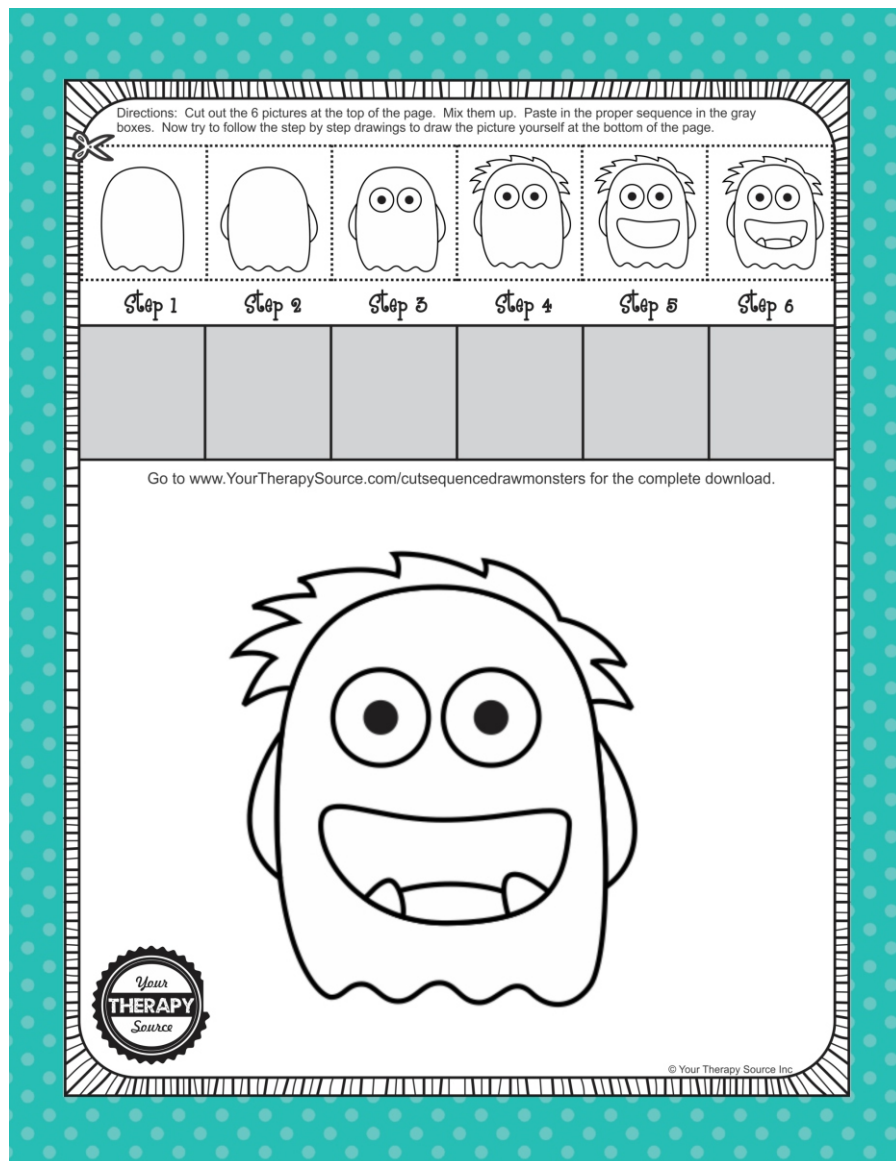 Directions:  Cut out the 6 pictures at the top of the page.  Mix them up.  Paste in the proper sequence in the gray
boxes.  Now try to follow the step by step drawings to draw the picture yourself at the bottom of the page.
Step 1 Step 2 Step 3 Step 4 Step 5 Step 6
Go to www.YourTherapySource.com/cutsequencedrawmonsters for the complete download.
Your
THERAPY
Source
© Your Therapy Source Inc